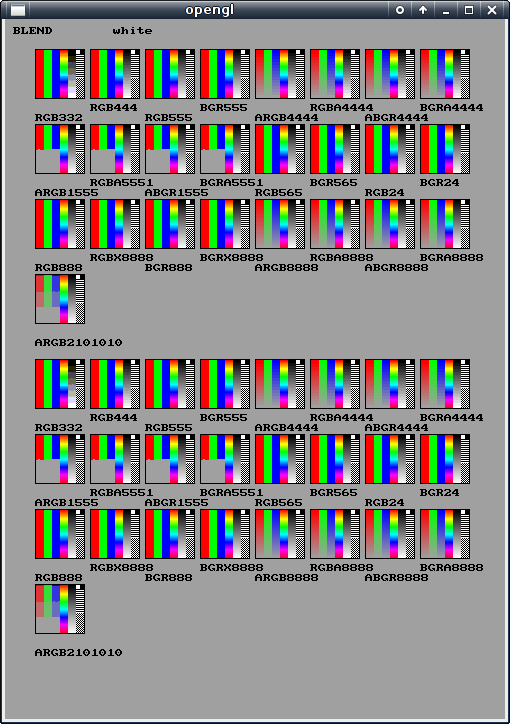 opengl
BLEND white
RGB444 BGR555 RGBA4444 BGRA4444
RGB332 RGB555 ARGB4444 ABGR4444
RGBA5551 BGRA5551 BGR565 BGR24
ARGB1555 ABGR1555 RGB565 RGB24
RGBX8888 BGRX8888 RGBA8888 BGRA8888
RGB888 BGR888 ARGB8888 ABGR8888
ARGB2101010
RGB444 BGR555 RGBA4444 BGRA4444
RGB332 RGB555 ARGB4444 ABGR4444
RGBA5551 BGRA5551 BGR565 BGR24
ARGB1555 ABGR1555 RGB565 RGB24
RGBX8888 BGRX8888 RGBA8888 BGRA8888
RGB888 BGR888 ARGB8888 ABGR8888
ARGB2101010